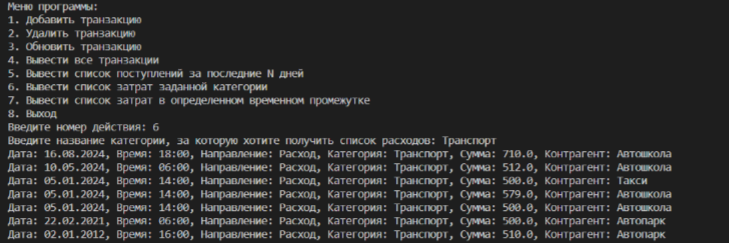 Меню программы:
1. Добавить транзакцию
2. Удалить транзакцию
3. Обновить транзакцию
4. Вывести все транзакции
5. Вывести список поступлений за последние N дней
6. Вывести список затрат заданной категории
7. Вывести список затрат в определенном временном промежутке
8. Выход
Введите номер действия: 6
Введите название категории, за которую хотите получить список расходов: Транспорт
Дата: 16.08.2024, Время: 18:00, Направление: Расход, Категория: Транспорт, Сумма: 710.0, Контрагент: Автошкола
Дата: 10.05.2024, Время: 06:00, Направление: Расход, Категория: Транспорт, Сумма: 512.0, Контрагент: Автошкола
Дата: 05.01.2024, Время: 14:00, Направление: Расход, Категория: Транспорт, Сумма: 500.0, Контрагент: Такси
Дата: 05.01.2024, Время: 14:00, Направление: Расход, Категория: Транспорт, Сумма: 579.0, Контрагент: Автошкола
Дата: 05.01.2024, Время: 14:00, Направление: Расход, Категория: Транспорт, Сумма: 500.0, Контрагент: Автошкола
Дата: 22.02.2021, Время: 06:00, Направление: Расход, Категория: Транспорт, Сумма: 500.0, Контрагент: Автопарк
Дата: 02.01.2012, Время: 16:00, Направление: Расход, Категория: Транспорт, Сумма: 510.0, Контрагент: Автопарк